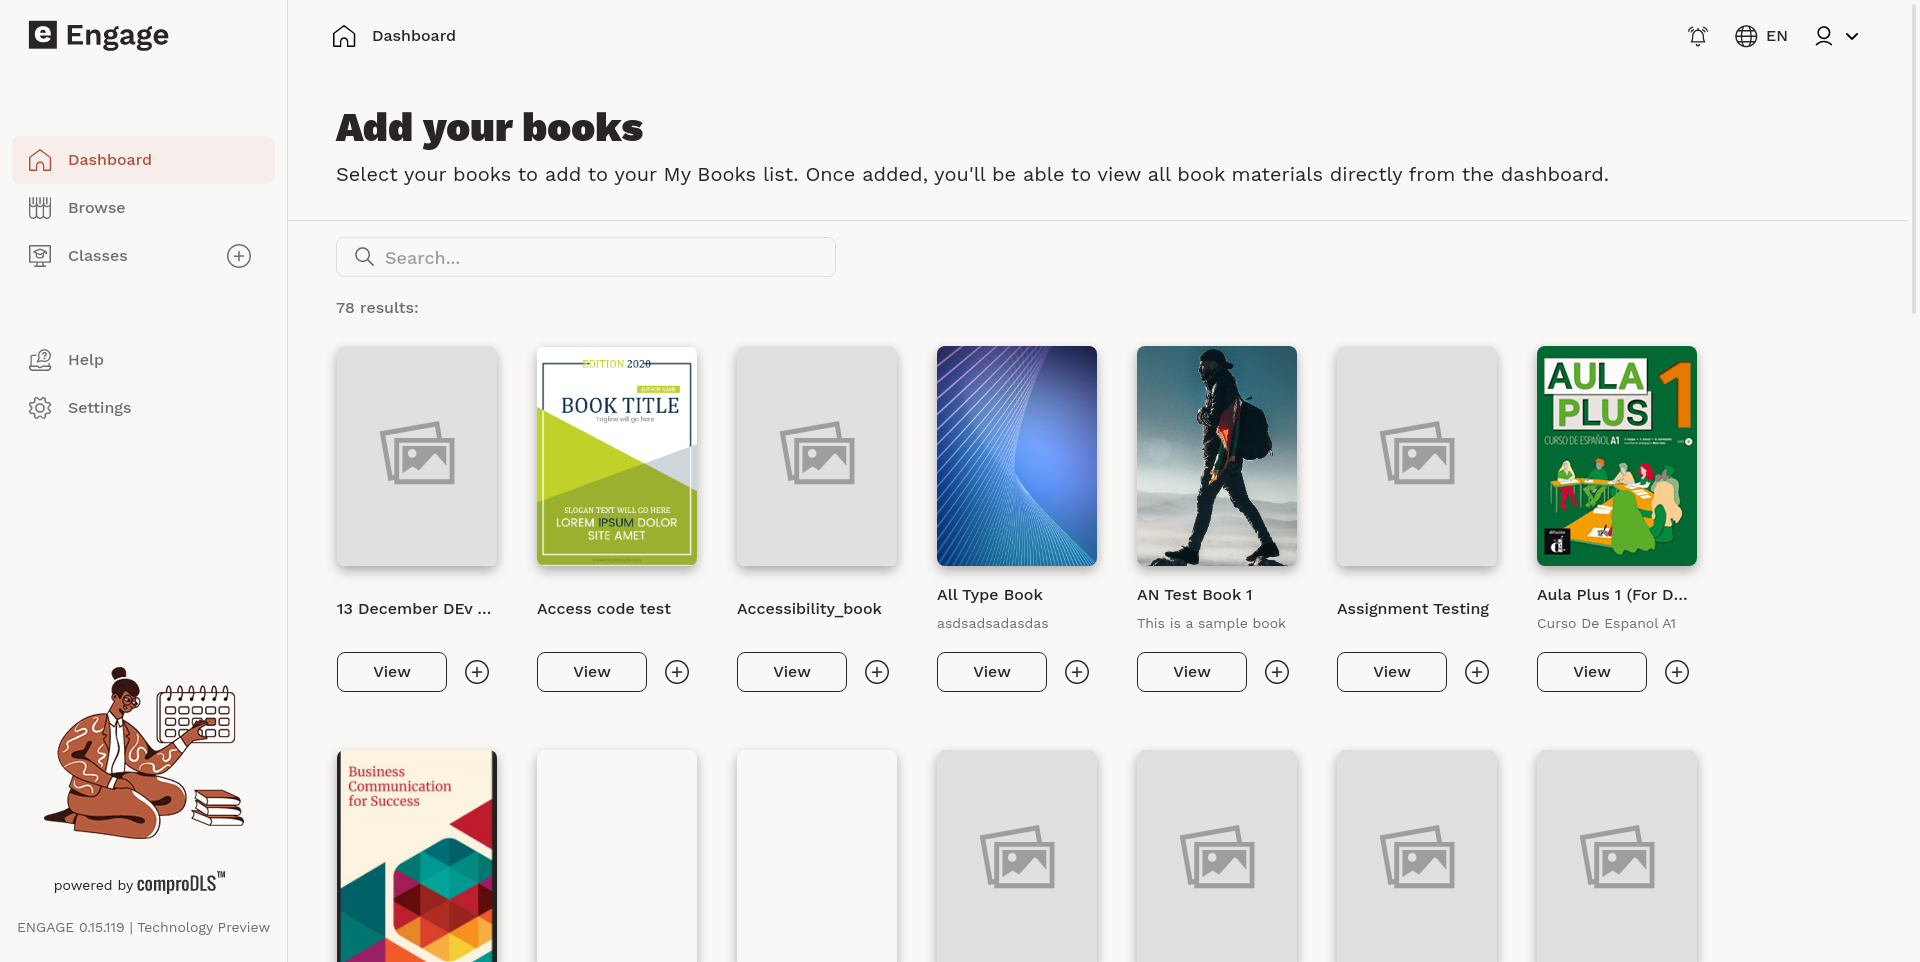 e Engage
Dashboard
EN
Dashboard
Browse
Classes
Help
Settings
powered by comproDLS™
ENGAGE 0.15.119 | Technology Preview
Add your books
Select your books to add to your My Books list. Once added, you'll be able to view all book materials directly from the dashboard.
Search...
78 results:
EDITION 2020
AUTHOR NAME
BOOK TITLE
Tagline will go here
SLOGAN TEXT WILL GO HERE
LOREM IPSUM DOLOR
SITE AMET
AULA
PLUS
1
CURSO DE ESPAÑOL A1
13 December DEv ...
Access code test
Accessibility_book
All Type Book
asdsadsadasdas
AN Test Book 1
This is a sample book
Assignment Testing
Aula Plus 1 (For D...
Curso De Espanol A1
View
View
View
View
View
View
View
Business
Communication
for Success